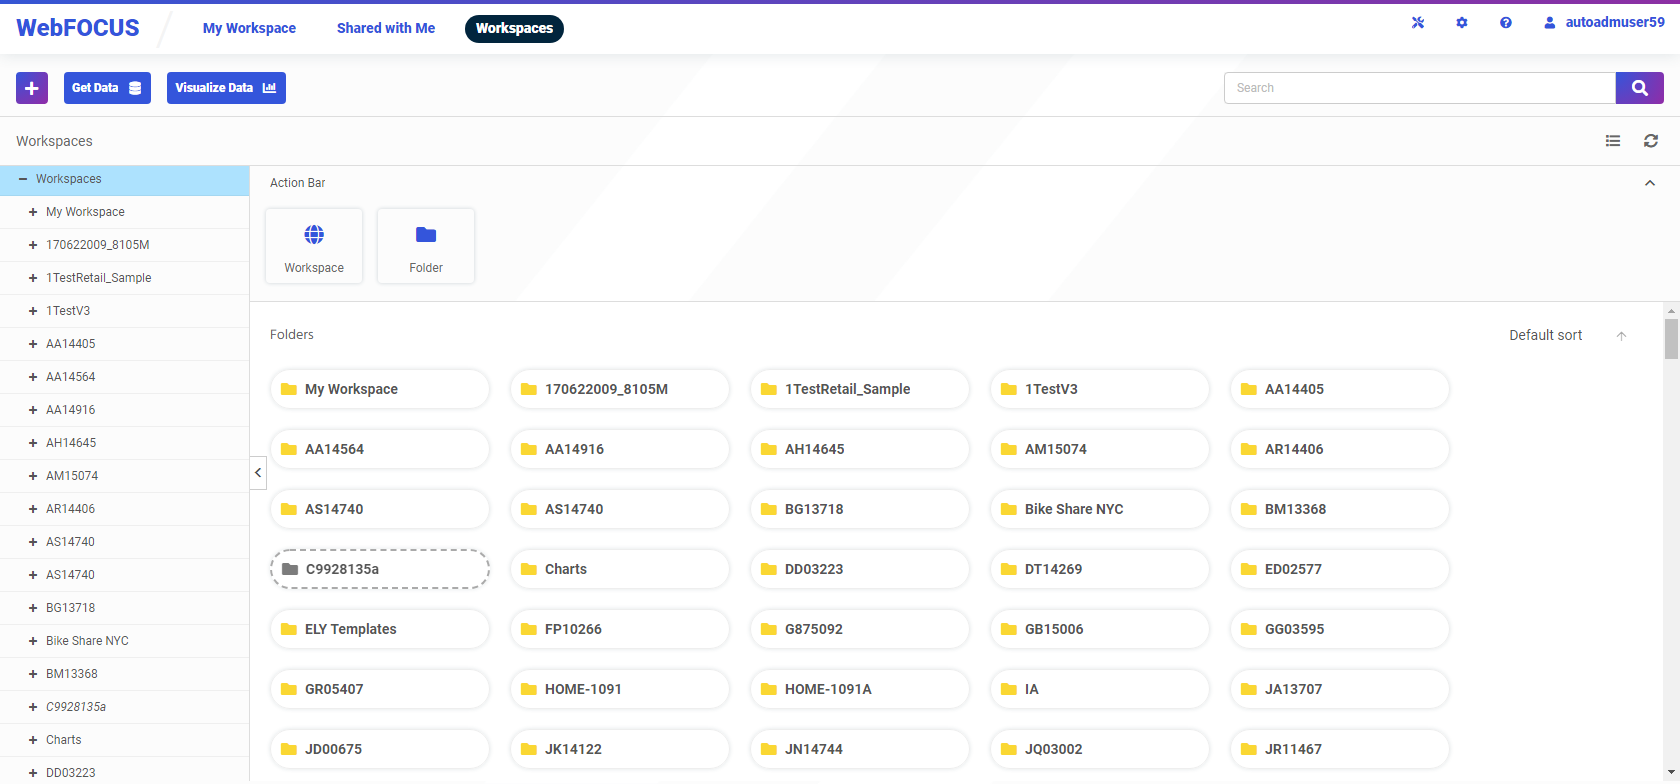 WebFOCUS My Workspace Shared with Me Workspaces autoadmuser59
Get Data Visualize Data Search
Workspaces
Workspaces
My Workspace
170622009_8105M
1TestRetail_Sample
1TestV3
AA14405
AA14564
AA14916
AH14645
AM15074
AR14406
AS14740
AS14740
BG13718
Bike Share NYC
BM13368
C9928135a
Charts
DD03223
Action Bar
Workspace Folder
Folders Default sort
My Workspace 170622009_8105M 1TestRetail_Sample 1TestV3 AA14405
AA14564 AA14916 AH14645 AM15074 AR14406
AS14740 AS14740 BG13718 Bike Share NYC BM13368
C9928135a Charts DD03223 DT14269 ED02577
ELY Templates FP10266 G875092 GB15006 GG03595
GR05407 HOME-1091 HOME-1091A IA JA13707
JD00675 JK14122 JN14744 JQ03002 JR11467